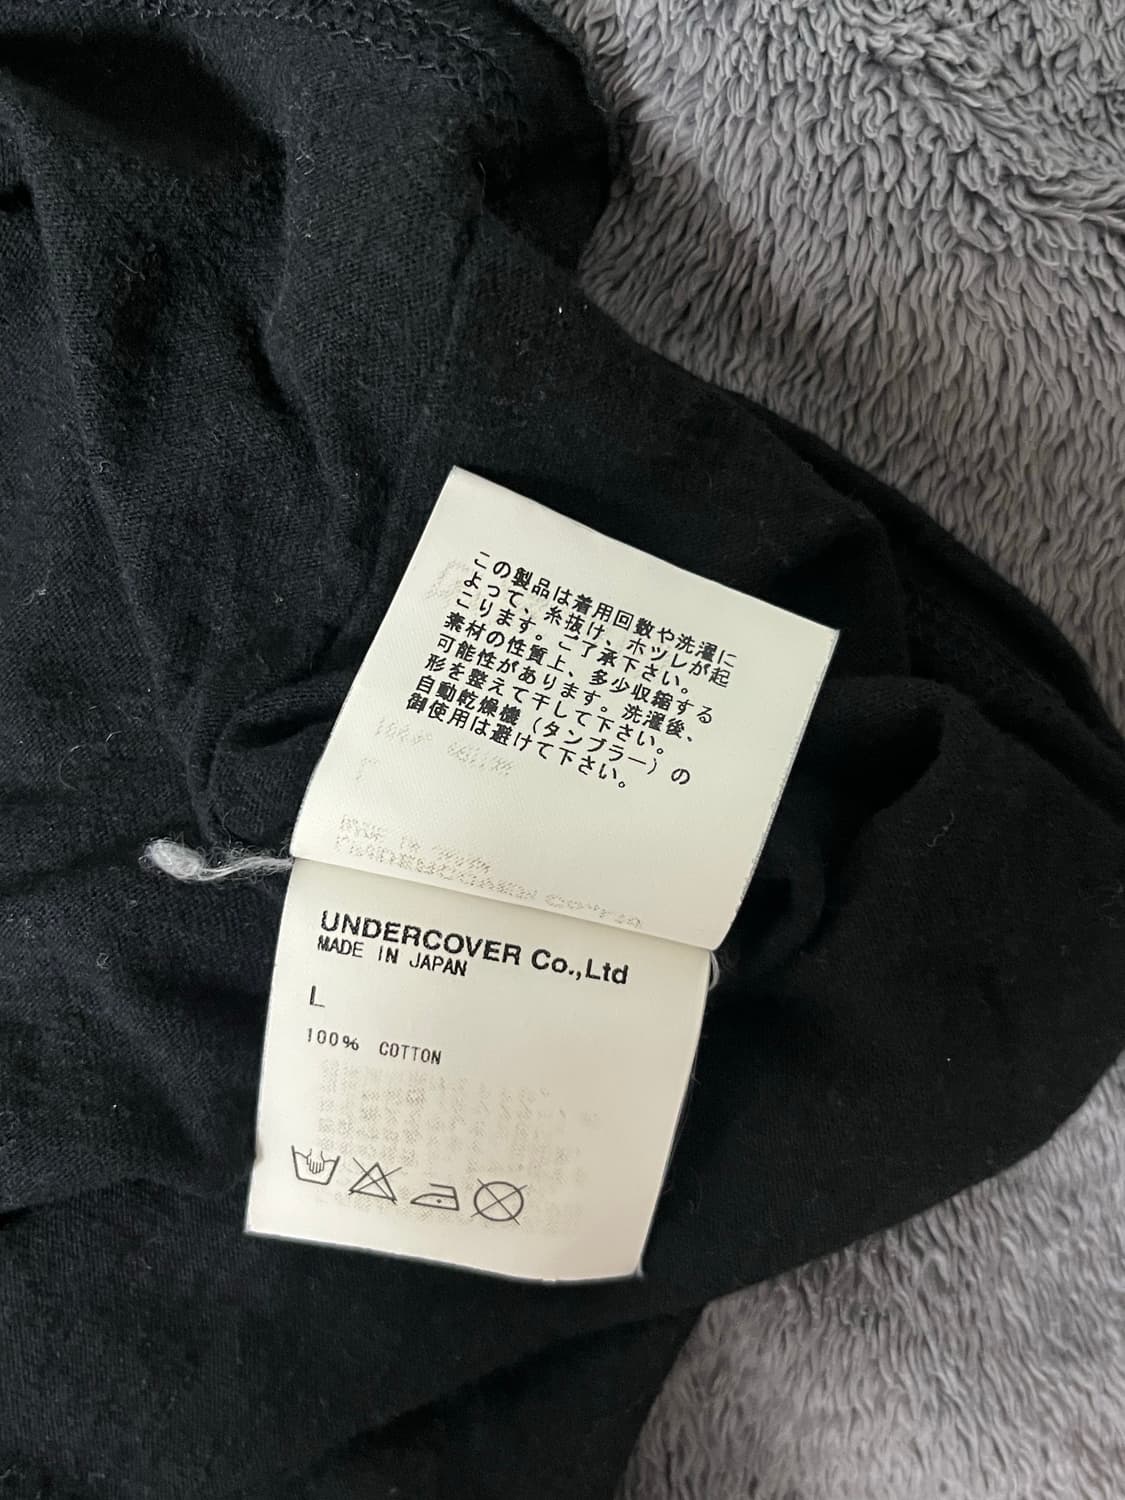 この製品は着用回数や洗濯に
よって、糸抜け、ホツレが起
こります。ご了承下さい。
素材の性質上、多少収縮する
可能性があります。洗濯後、
形を整えて干して下さい。
自動乾燥機（タンブラー）の
御使用は避けて下さい。
UNDERCOVER Co.,Ltd
MADE IN JAPAN
L
100% COTTON